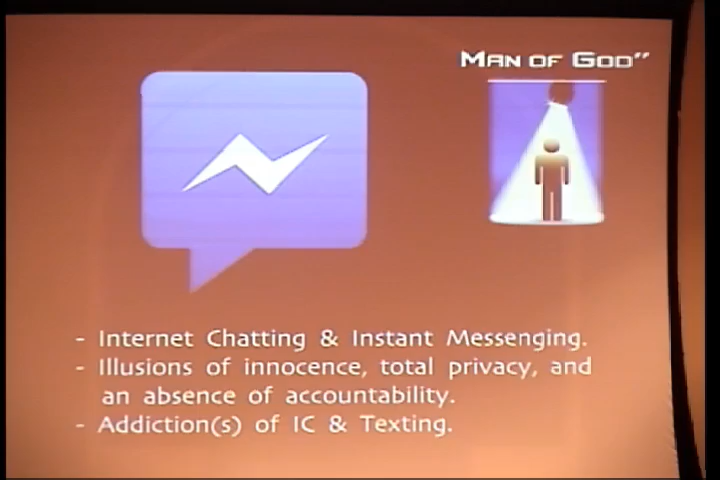 Man of God"
- Internet Chatting & Instant Messenging.
- Illusions of innocence, total privacy, and
an absence of accountability.
- Addiction(s) of IC & Texting.